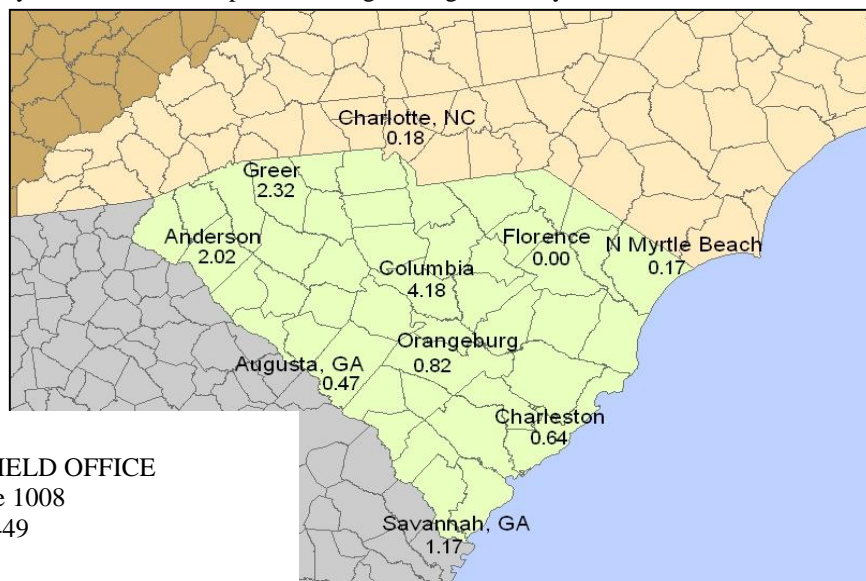 Charlotte, NC
0.18
Greer
2.32
Anderson
2.02
Florence
0.00
N Myrtle Beach
0.17
Columbia
4.18
Orangeburg
0.82
Augusta, GA
0.47
Charleston
0.64
IELD OFFICE
e 1008
49
Savannah, GA
1.17